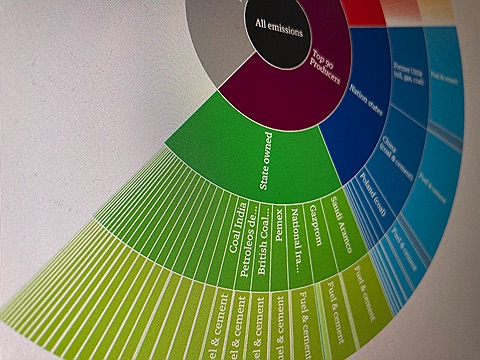 All emissions
Top 90
Producers
Nation states
Former USSR
(oil, gas, coal)
China
(coal & cement)
Poland (coal)
State owned
Saudi Aramco
Gazprom
National Ira...
Pemex
British Coal...
Petroleos de...
Coal India
Fuel & cement
Fuel & cement
Fuel & cement
Fuel & cement
Fuel & cement
Fuel & cement
el & cement
el & cement
el & cement
el & cement